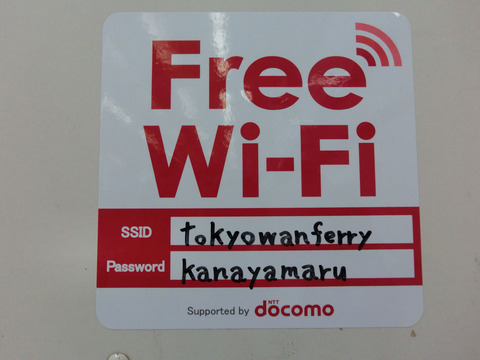 Free
Wi-Fi
SSID tokyowanferry
Password kanayamaru
Supported by NTT docomo